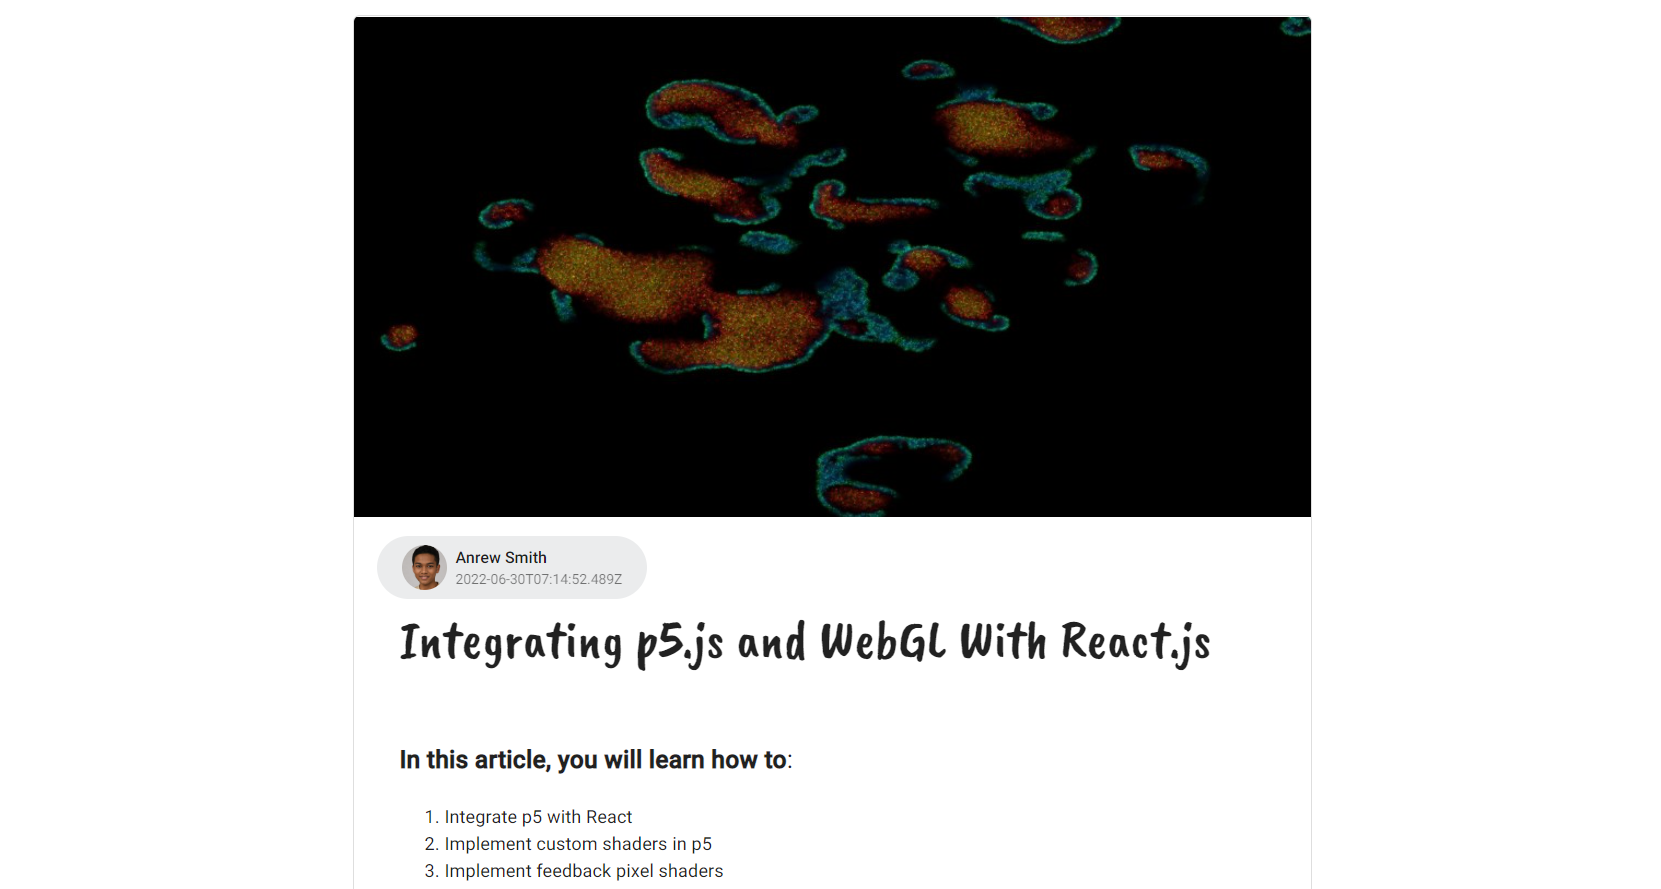 Anrew Smith
2022-06-30T07:14:52.489Z
Integrating p5.js and WebGL With React.js
In this article, you will learn how to:
1. Integrate p5 with React
2. Implement custom shaders in p5
3. Implement feedback pixel shaders